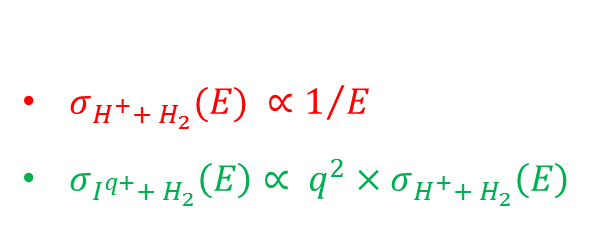 • σ_{H⁺ + H₂}(E) ∝ 1/E
• σ_{I^{q+} + H₂}(E) ∝ q² × σ_{H⁺ + H₂}(E)